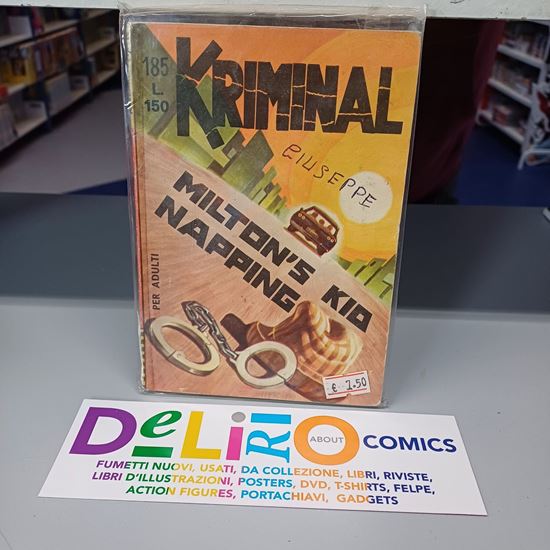 185
L.
150
KRIMINAL
GIUSEPPE
MILTON'S KID
NAPPING
PER ADULTI
€ 7.50
DeLiRiO ABOUT COMICS
FUMETTI NUOVI, USATI, DA COLLEZIONE, LIBRI, RIVISTE,
LIBRI D'ILLUSTRAZIONI, POSTERS, DVD, T-SHIRTS, FELPE,
ACTION FIGURES, PORTACHIAVI, GADGETS